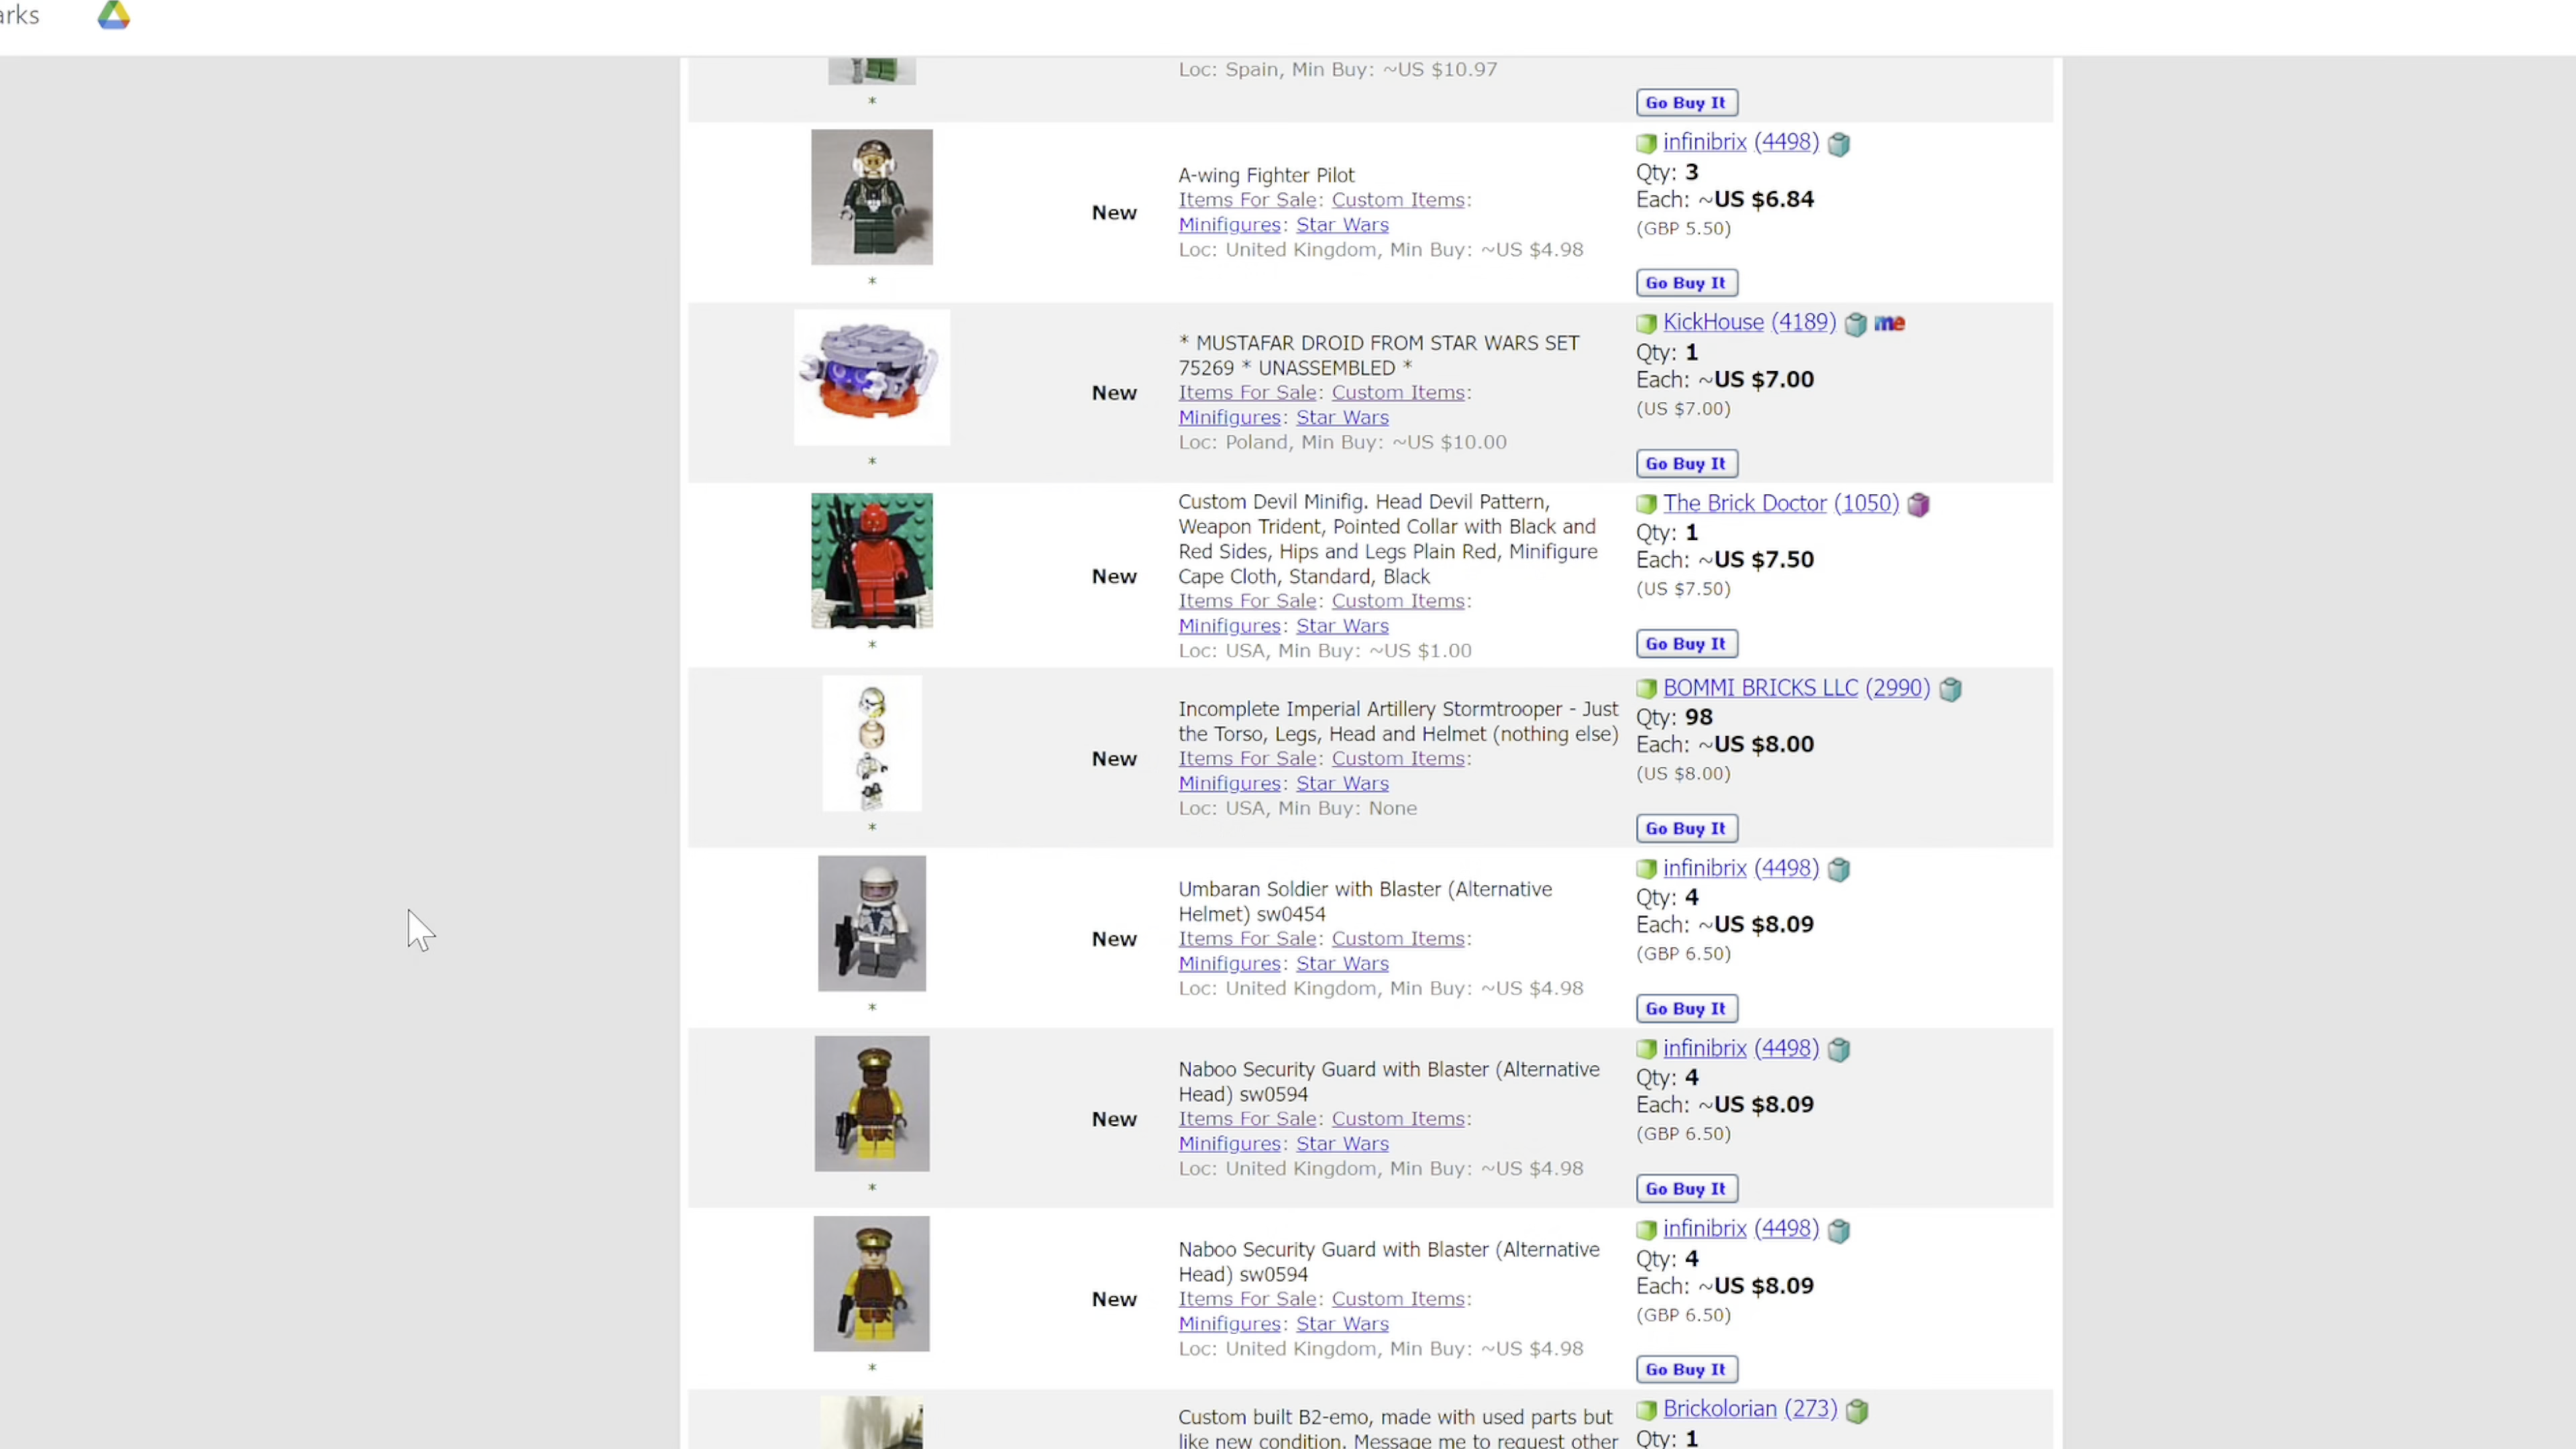 arks
Loc: Spain, Min Buy: ~US $10.97
*
Go Buy It
*
New
A-wing Fighter Pilot
Items For Sale: Custom Items:
Minifigures: Star Wars
Loc: United Kingdom, Min Buy: ~US $4.98
infinibrix (4498)
Qty: 3
Each: ~US $6.84
(GBP 5.50)
Go Buy It
*
New
* MUSTAFAR DROID FROM STAR WARS SET
75269 * UNASSEMBLED *
Items For Sale: Custom Items:
Minifigures: Star Wars
Loc: Poland, Min Buy: ~US $10.00
KickHouse (4189) me
Qty: 1
Each: ~US $7.00
(US $7.00)
Go Buy It
*
New
Custom Devil Minifig. Head Devil Pattern,
Weapon Trident, Pointed Collar with Black and
Red Sides, Hips and Legs Plain Red, Minifigure
Cape Cloth, Standard, Black
Items For Sale: Custom Items:
Minifigures: Star Wars
Loc: USA, Min Buy: ~US $1.00
The Brick Doctor (1050)
Qty: 1
Each: ~US $7.50
(US $7.50)
Go Buy It
*
New
Incomplete Imperial Artillery Stormtrooper - Just
the Torso, Legs, Head and Helmet (nothing else)
Items For Sale: Custom Items:
Minifigures: Star Wars
Loc: USA, Min Buy: None
BOMMI BRICKS LLC (2990)
Qty: 98
Each: ~US $8.00
(US $8.00)
Go Buy It
*
New
Umbaran Soldier with Blaster (Alternative
Helmet) sw0454
Items For Sale: Custom Items:
Minifigures: Star Wars
Loc: United Kingdom, Min Buy: ~US $4.98
infinibrix (4498)
Qty: 4
Each: ~US $8.09
(GBP 6.50)
Go Buy It
*
New
Naboo Security Guard with Blaster (Alternative
Head) sw0594
Items For Sale: Custom Items:
Minifigures: Star Wars
Loc: United Kingdom, Min Buy: ~US $4.98
infinibrix (4498)
Qty: 4
Each: ~US $8.09
(GBP 6.50)
Go Buy It
*
New
Naboo Security Guard with Blaster (Alternative
Head) sw0594
Items For Sale: Custom Items:
Minifigures: Star Wars
Loc: United Kingdom, Min Buy: ~US $4.98
infinibrix (4498)
Qty: 4
Each: ~US $8.09
(GBP 6.50)
Go Buy It
Custom built B2-emo, made with used parts but
like new condition. Message me to request other
Brickolorian (273)
Qty: 1